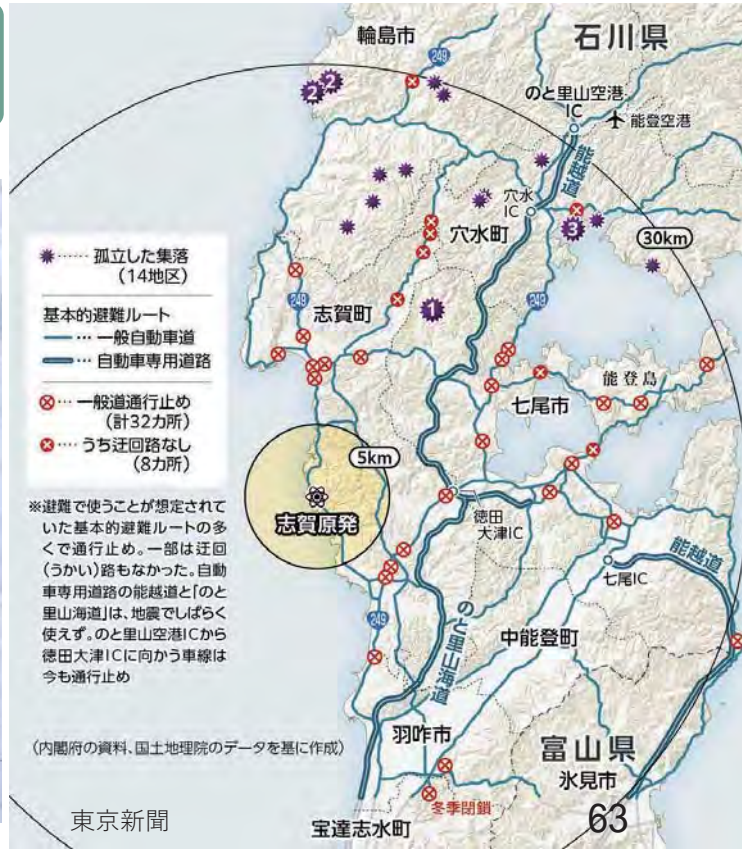 輪島市
石川県
249
のと里山空港
IC
能登空港
能越道
2
2
穴水
IC
穴水町
3
30km
孤立した集落
(14地区)
基本的避難ルート
一般自動車道
自動車専用道路
一般道通行止め
(計32カ所)
うち迂回路なし
(8カ所)
249
志賀町
1
249
七尾市
能登島
5km
志賀原発
徳田
大津IC
※避難で使うことが想定されて
いた基本的避難ルートの多
くで通行止め。一部は迂回
(うかい)路もなかった。自動
車専用道路の能越道と「のと
里山海道」は、地震でしばらく
使えず。のと里山空港ICから
徳田大津ICに向かう車線は
今も通行止め
七尾IC
能越道
のと里山海道
中能登町
249
(内閣府の資料、国土地理院のデータを基に作成)
羽咋市
富山県
氷見市
冬季閉鎖
東京新聞
宝達志水町
63